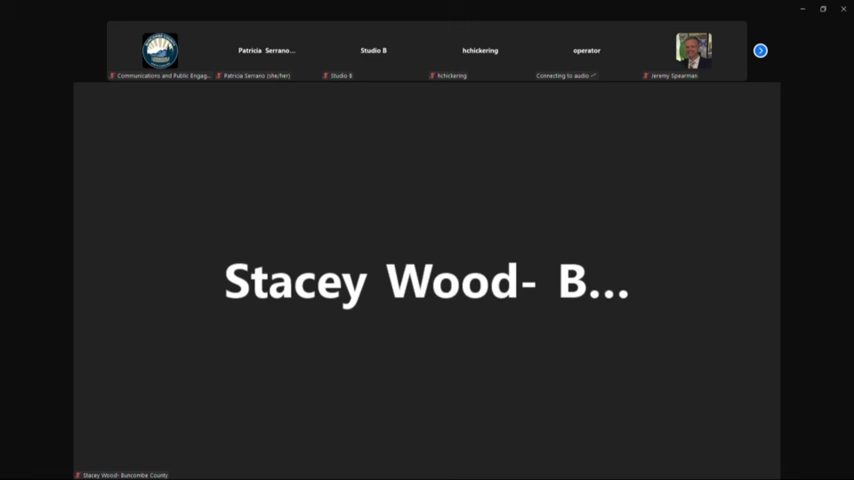 Patricia Serrano...
Studio B
hchickering
operator
Communications and Public Engag...
Patricia Serrano (she/her)
Studio B
hchickering
Connecting to audio
Jeremy Spearman
Stacey Wood- B...
Stacey Wood- Buncombe County